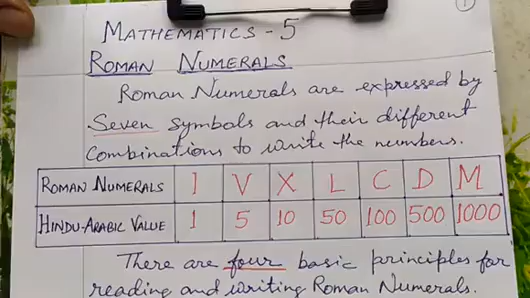 1
MATHEMATICS - 5
ROMAN NUMERALS
Roman Numerals are expressed by
Seven symbols and their different
Combinations to write the numbers.
ROMAN NUMERALS I V X L C D M
HINDU-ARABIC VALUE 1 5 10 50 100 500 1000
There are four basic principles for
reading and writing Roman Numerals.